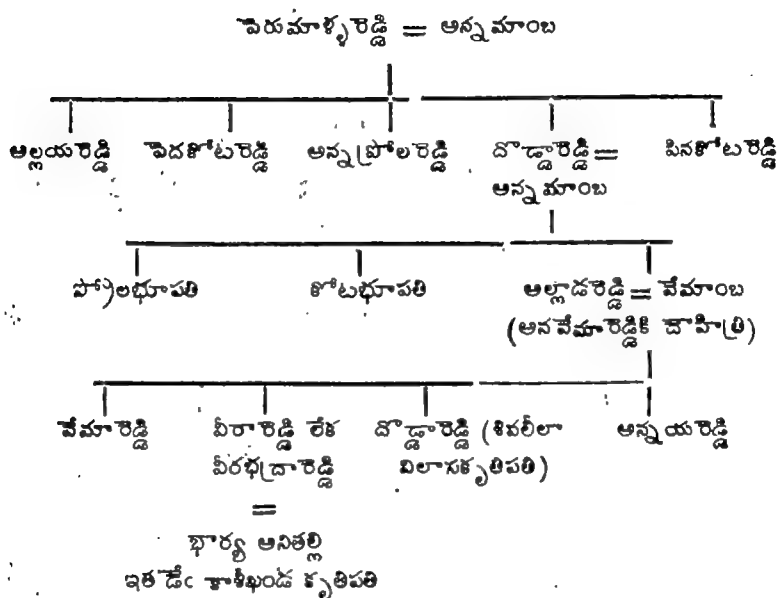 పెరుమాళ్ళరెడ్డి = అన్నమాంబ
అల్లయరెడ్డి పెదకోటరెడ్డి అన్నప్రోలరెడ్డి దొడ్డారెడ్డి= పినకోటరెడ్డి
అన్నమాంబ
ప్రోలభూపతి కోటభూపతి అల్లాడరెడ్డి = వేమాంబ
(అనవేమారెడ్డికి దౌహిత్రి)
వేమారెడ్డి వీరారెడ్డి లేక దొడ్డారెడ్డి (శివలీలా అన్నయరెడ్డి
వీరభద్రారెడ్డి విలాసకృతిపతి)
=
భార్య అనితల్లి
ఇతడేఁ కాశీఖండ కృతిపతి